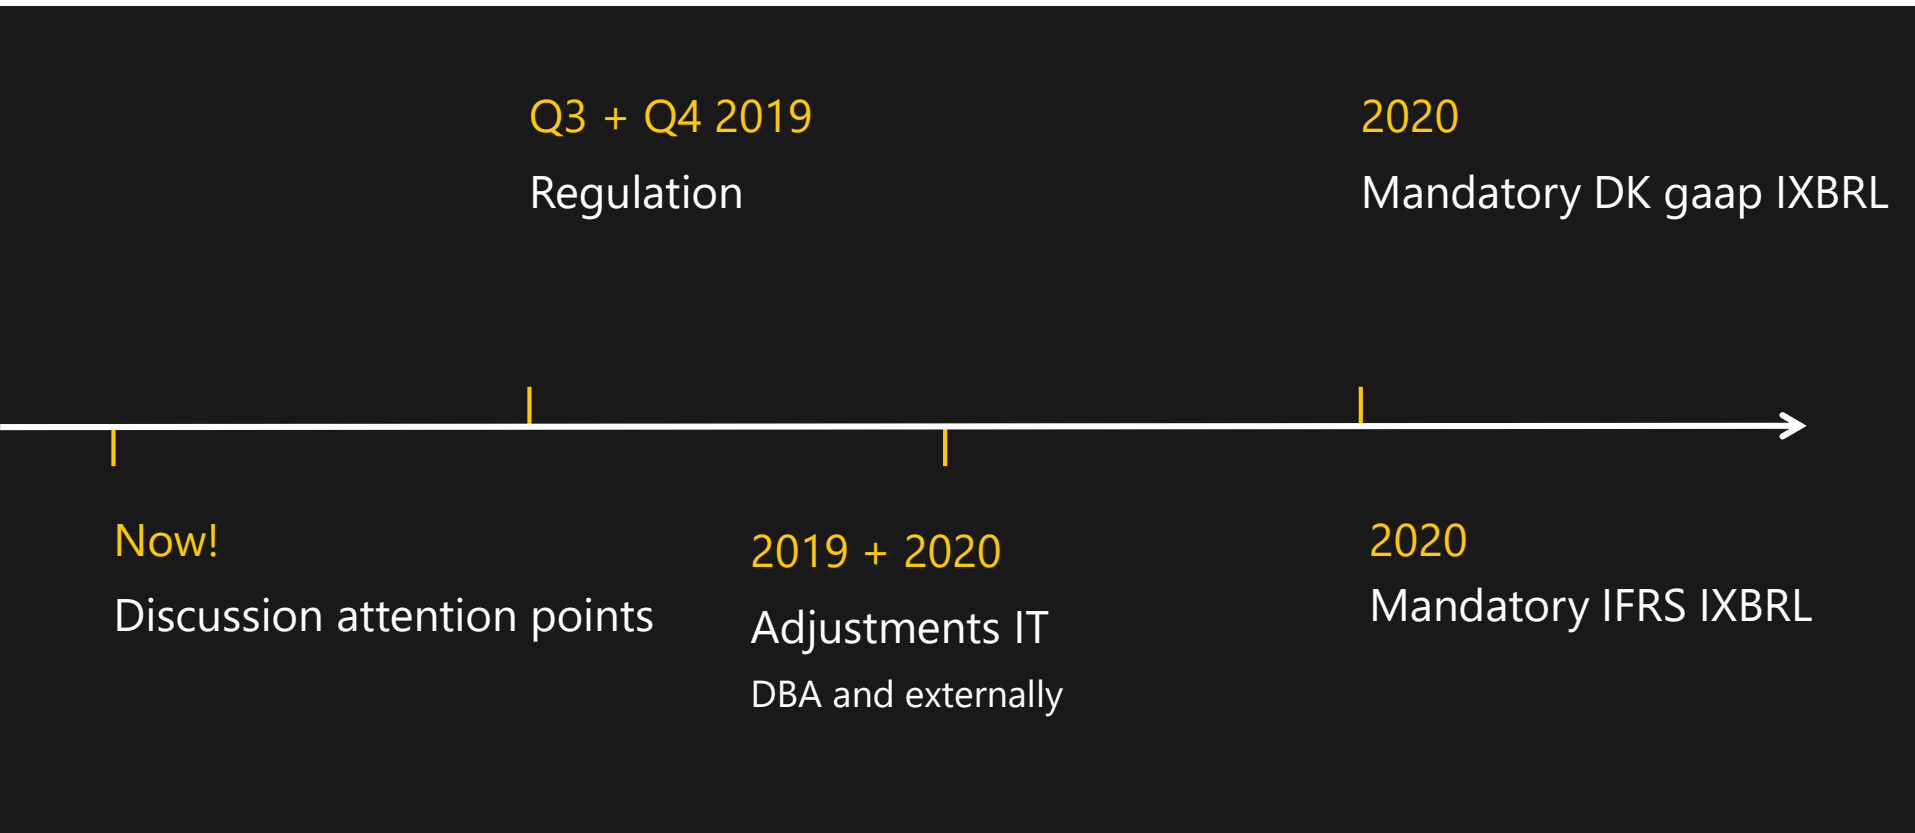 Q3 + Q4 2019
Regulation
2020
Mandatory DK gaap IXBRL
Now!
Discussion attention points
2019 + 2020
Adjustments IT
DBA and externally
2020
Mandatory IFRS IXBRL